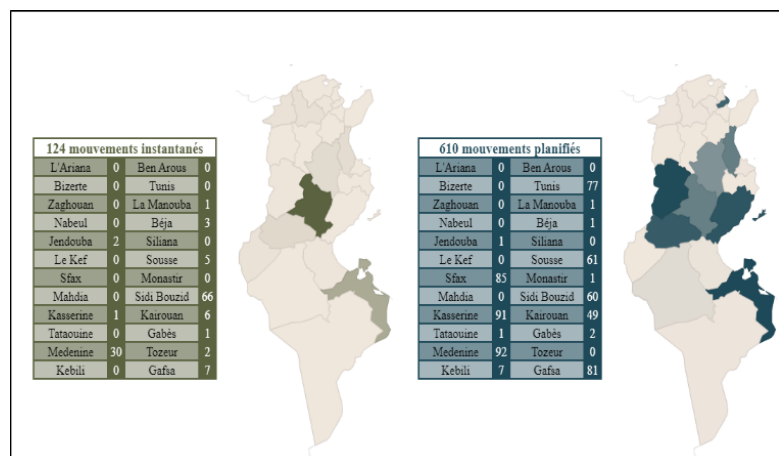 124 mouvements instantané
L'Ariana 0 Ben Arous 0
Bizerte 0 Tunis 0
Zaghouan 0 La Manouba 1
Nabeul 0 Béja 3
Jendouba 2 Siliana 0
Le Kef 0 Sousse 5
Sfax 0 Monastir 0
Mahdia 0 Sidi Bouzid 66
Kasserine 1 Kairouan 6
Tataouine 0 Gabès 1
Medenine 30 Tozeur 2
Kebili 0 Gafsa 7
610 mouvements planifiés
L'Ariana 0 Ben Arous 0
Bizerte 0 Tunis 77
Zaghouan 0 La Manouba 1
Nabeul 0 Béja 1
Jendouba 1 Siliana 0
Le Kef 0 Sousse 61
Sfax 85 Monastir 1
Mahdia 0 Sidi Bouzid 60
Kasserine 91 Kairouan 49
Tataouine 1 Gabès 2
Medenine 92 Tozeur 0
Kebili 7 Gafsa 81